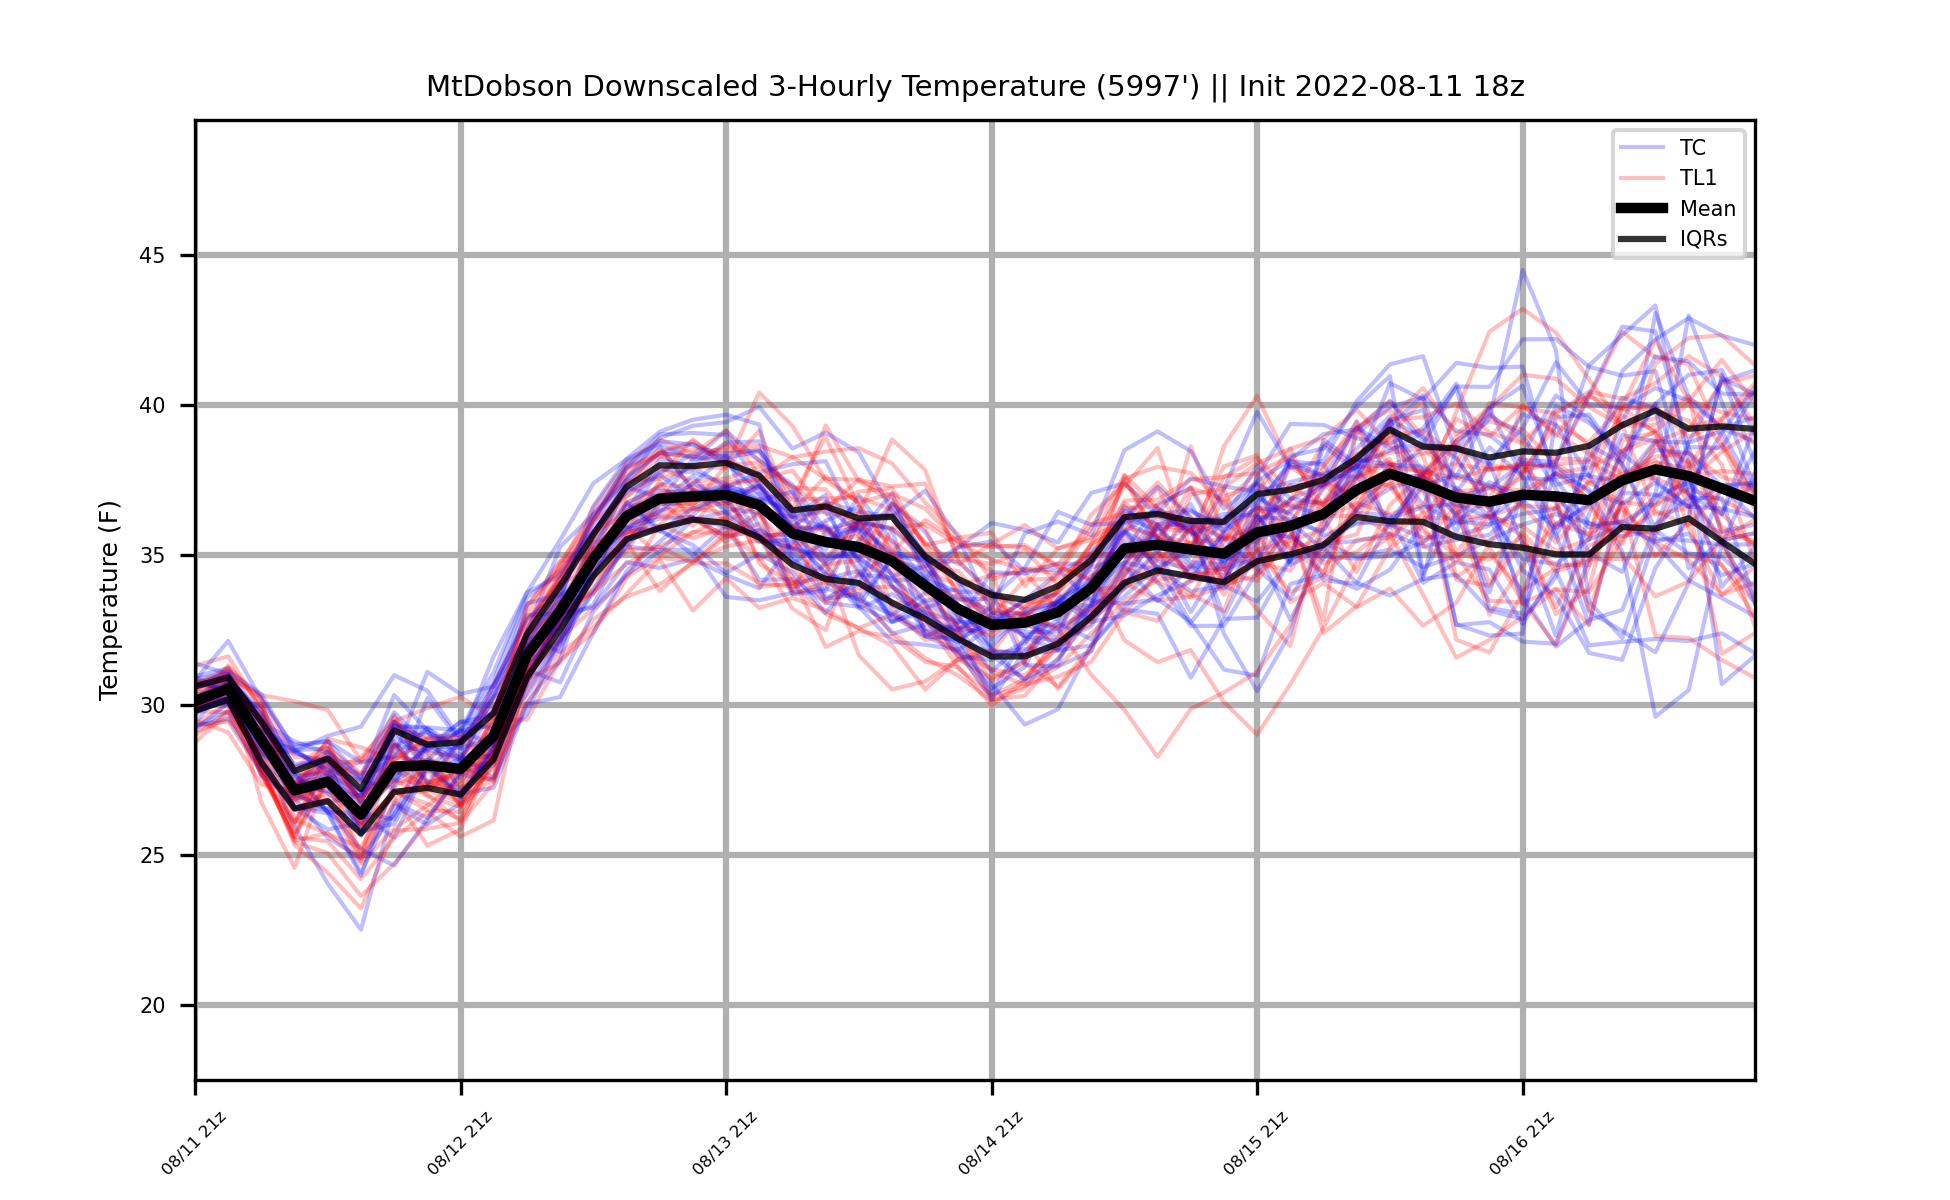 MtDobson Downscaled 3-Hourly Temperature (5997') || Init 2022-08-11 18z
TC
TL1
Mean
IQRs
Temperature (F)
45
40
35
30
25
20
08/11 21z
08/12 21z
08/13 21z
08/14 21z
08/15 21z
08/16 21z